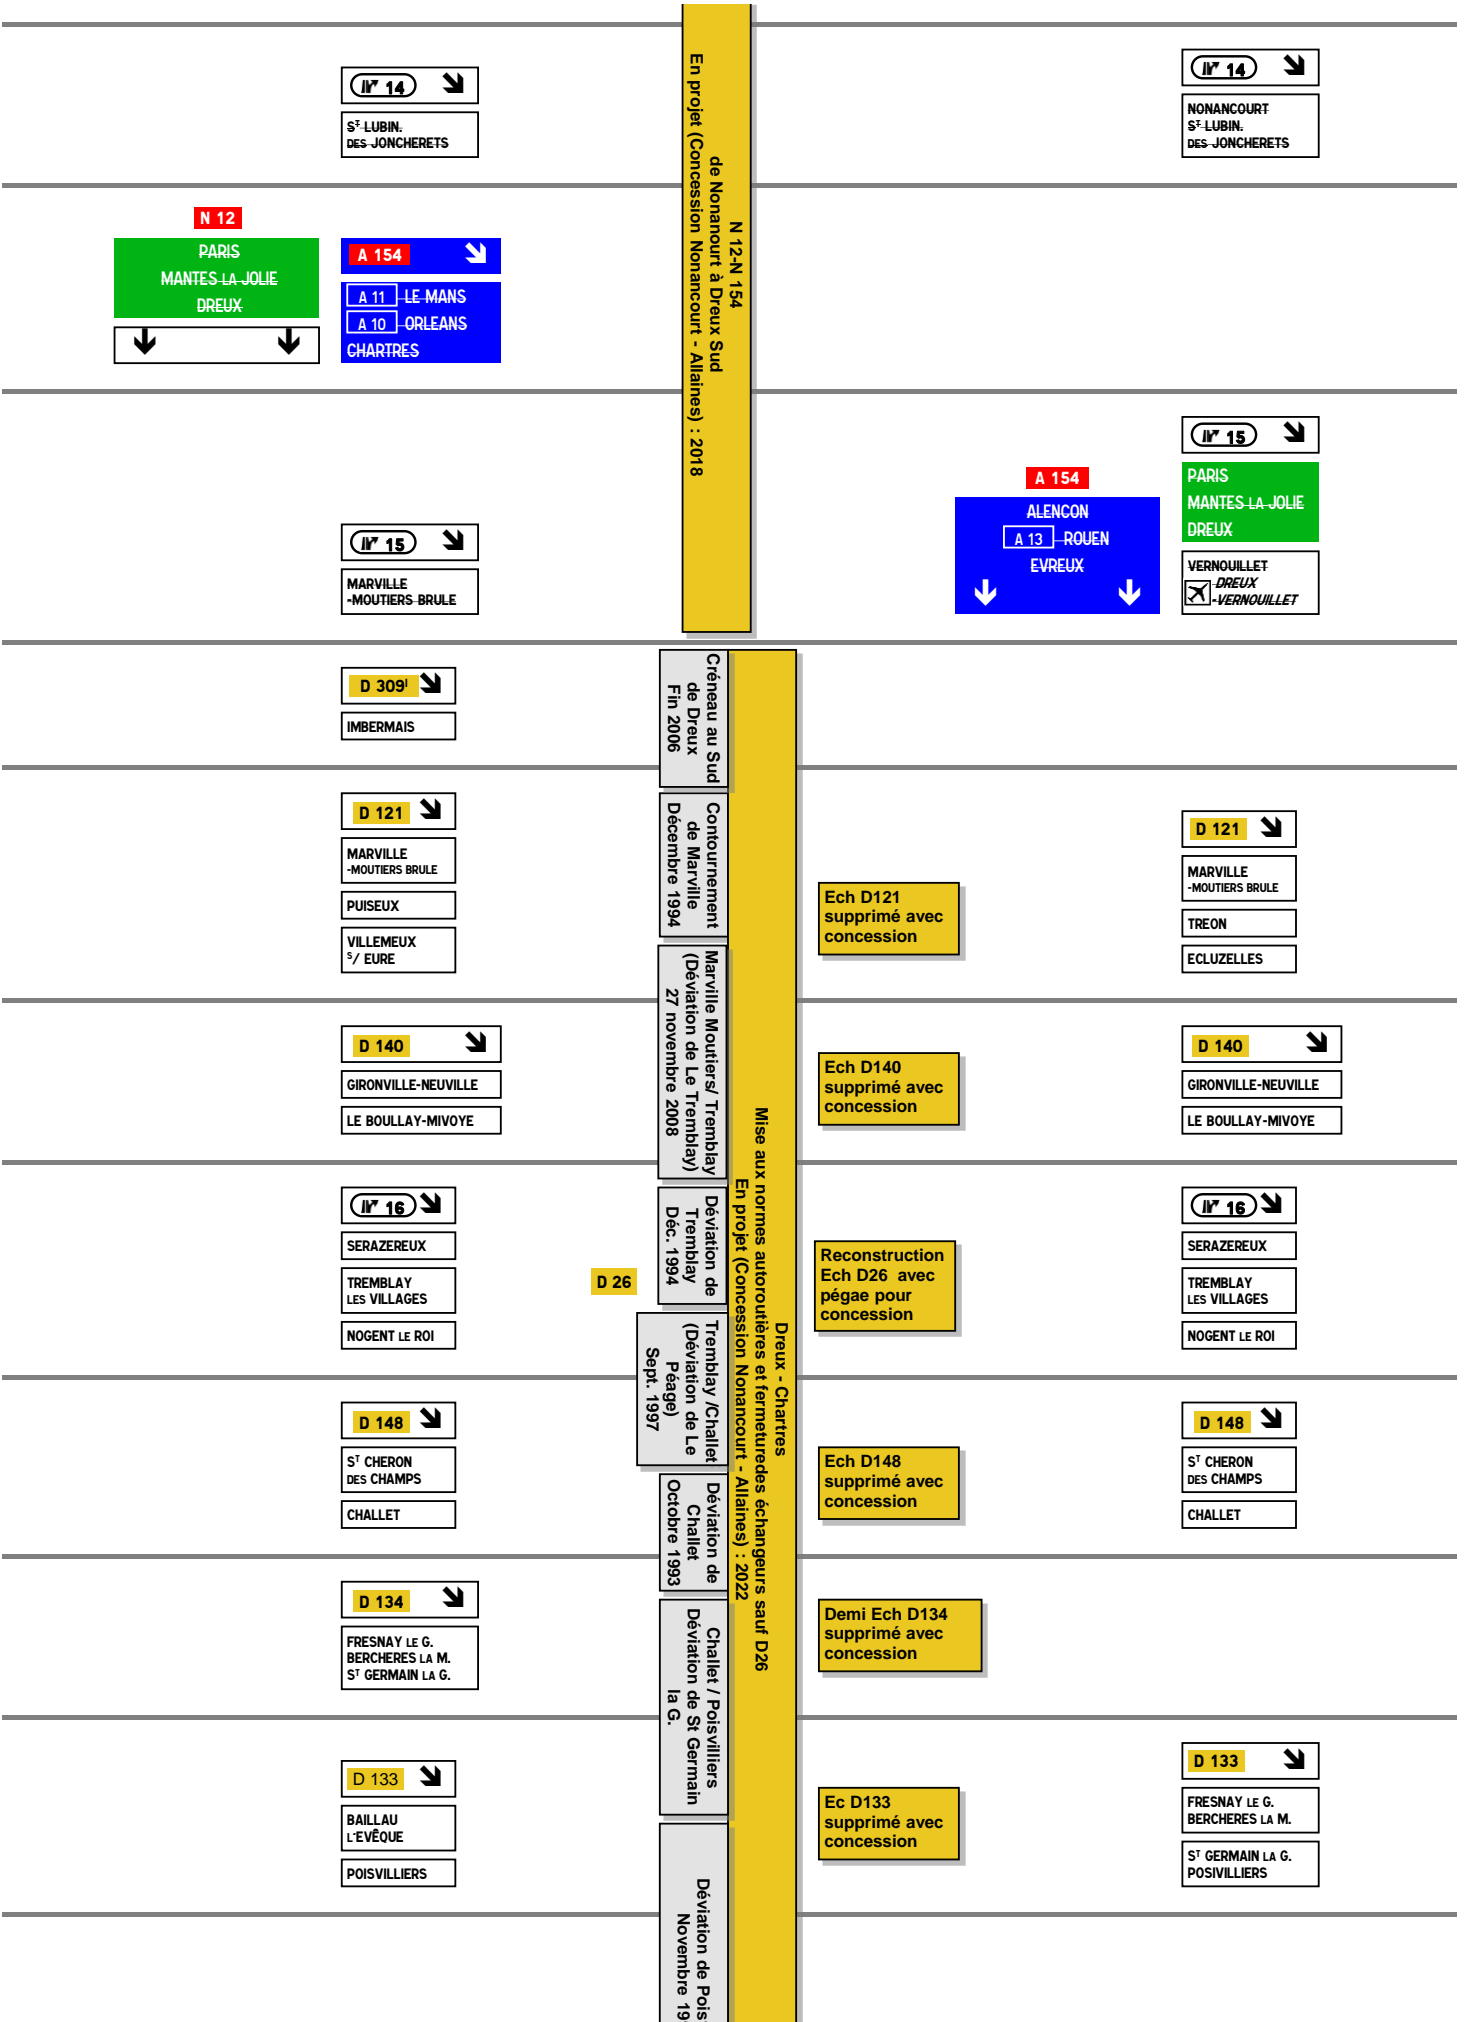 14
ST LUBIN.
DES JONCHERETS
14
NONANCOURT
ST LUBIN.
DES JONCHERETS
N 12-N 154
de Nonanourt à Dreux Sud
En projet (Concession Nonancourt - Allaines) : 2018
N 12
PARIS
MANTES LA JOLIE
DREUX
A 154
A 11 LE MANS
A 10 ORLEANS
CHARTRES
15
MARVILLE
-MOUTIERS BRULE
A 154
ALENCON
A 13 ROUEN
EVREUX
15
PARIS
MANTES LA JOLIE
DREUX
VERNOUILLET
DREUX
-VERNOUILLET
Dreux - Chartres
Mise aux normes autoroutières et fermeturedes échangeurs sauf D26
En projet (Concession Nonancourt - Allaines) : 2022
D 309I
IMBERMAIS
Créneau au Sud
de Dreux
Fin 2006
D 121
MARVILLE
-MOUTIERS BRULE
PUISEUX
VILLEMEUX
S/ EURE
Contournement
de Marville
Décembre 1994
Ech D121
supprimé avec
concession
D 121
MARVILLE
-MOUTIERS BRULE
TREON
ECLUZELLES
D 140
GIRONVILLE-NEUVILLE
LE BOULLAY-MIVOYE
Marville Moutiers/ Tremblay
(Déviation de Le Tremblay)
27 novembre 2008
Ech D140
supprimé avec
concession
D 140
GIRONVILLE-NEUVILLE
LE BOULLAY-MIVOYE
16
SERAZEREUX
TREMBLAY
LES VILLAGES
NOGENT LE ROI
D 26
Déviation de
Tremblay
Déc. 1994
Reconstruction
Ech D26 avec
pégae pour
concession
16
SERAZEREUX
TREMBLAY
LES VILLAGES
NOGENT LE ROI
Tremblay /Challet
(Déviation de Le
Péage)
Sept. 1997
D 148
ST CHERON
DES CHAMPS
CHALLET
Déviation de
Challet
Octobre 1993
Ech D148
supprimé avec
concession
D 148
ST CHERON
DES CHAMPS
CHALLET
D 134
FRESNAY LE G.
BERCHERES LA M.
ST GERMAIN LA G.
Challet / Poisvilliers
Déviation de St Germain
la G.
Demi Ech D134
supprimé avec
concession
D 133
BAILLAU
L'EVÊQUE
POISVILLIERS
Ec D133
supprimé avec
concession
D 133
FRESNAY LE G.
BERCHERES LA M.
ST GERMAIN LA G.
POSIVILLIERS
Déviation de Pois
Novembre 19